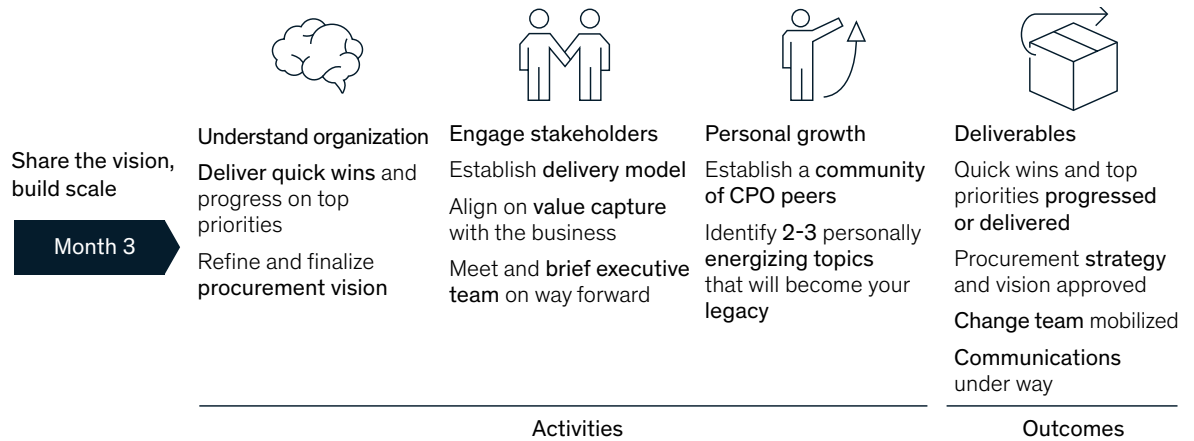 Share the vision,
build scale
Month 3
Understand organization
Deliver quick wins and
progress on top
priorities
Refine and finalize
procurement vision
Engage stakeholders
Establish delivery model
Align on value capture
with the business
Meet and brief executive
team on way forward
Personal growth
Establish a community
of CPO peers
Identify 2-3 personally
energizing topics
that will become your
legacy
Deliverables
Quick wins and top
priorities progressed
or delivered
Procurement strategy
and vision approved
Change team mobilized
Communications
under way
Activities
Outcomes